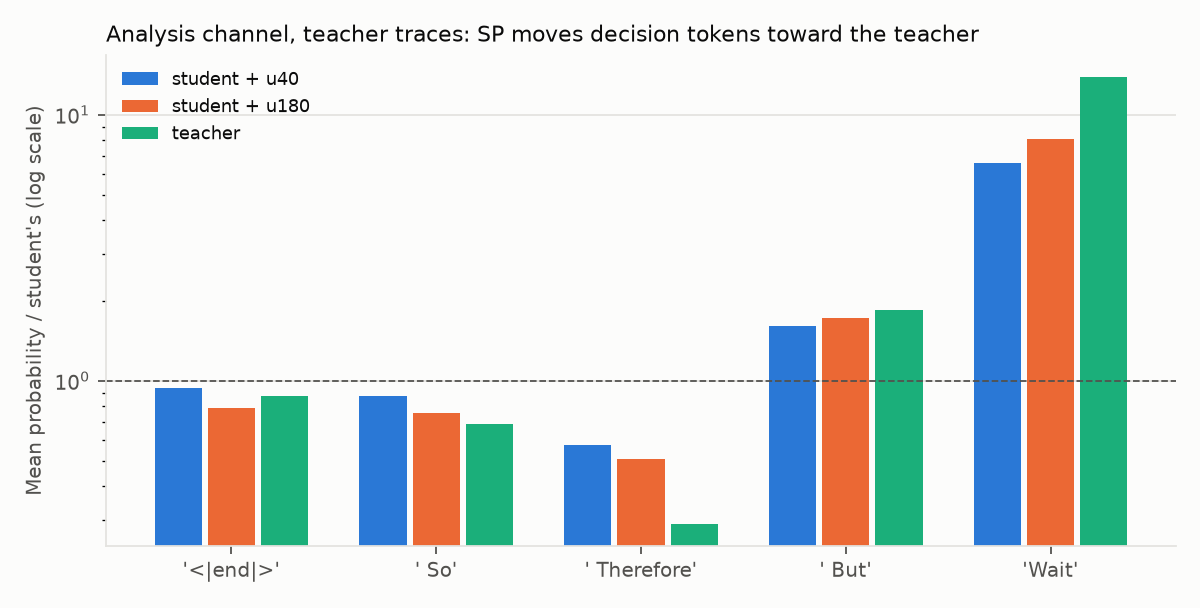 Analysis channel, teacher traces: SP moves decision tokens toward the teacher
student + u40
student + u180
teacher
Mean probability / student's (log scale)
10¹
10⁰
'<|end|>'
' So'
' Therefore'
' But'
'Wait'